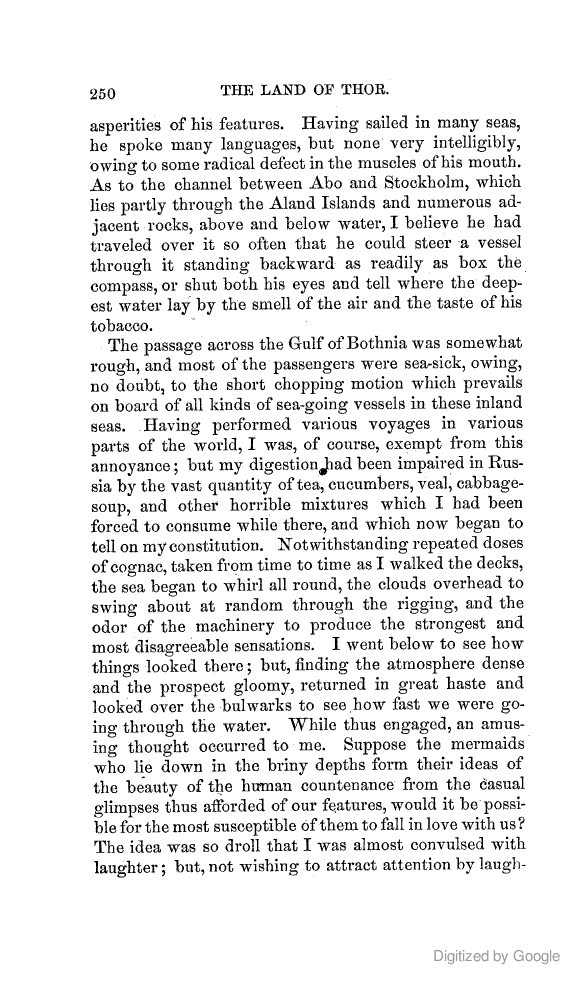 250 THE LAND OF THOR.
asperities of his features. Having sailed in many seas,
he spoke many languages, but none very intelligibly,
owing to some radical defect in the muscles of his mouth.
As to the channel between Abo and Stockholm, which
lies partly through the Aland Islands and numerous ad-
jacent rocks, above and below water, I believe he had
traveled over it so often that he could steer a vessel
through it standing backward as readily as box the
compass, or shut both his eyes and tell where the deep-
est water lay by the smell of the air and the taste of his
tobacco.
The passage across the Gulf of Bothnia was somewhat
rough, and most of the passengers were sea-sick, owing,
no doubt, to the short chopping motion which prevails
on board of all kinds of sea-going vessels in these inland
seas. Having performed various voyages in various
parts of the world, I was, of course, exempt from this
annoyance; but my digestion had been impaired in Rus-
sia by the vast quantity of tea, cucumbers, veal, cabbage-
soup, and other horrible mixtures which I had been
forced to consume while there, and which now began to
tell on my constitution. Notwithstanding repeated doses
of cognac, taken from time to time as I walked the decks,
the sea began to whirl all round, the clouds overhead to
swing about at random through the rigging, and the
odor of the machinery to produce the strongest and
most disagreeable sensations. I went below to see how
things looked there; but, finding the atmosphere dense
and the prospect gloomy, returned in great haste and
looked over the bulwarks to see how fast we were go-
ing through the water. While thus engaged, an amus-
ing thought occurred to me. Suppose the mermaids
who lie down in the briny depths form their ideas of
the beauty of the human countenance from the casual
glimpses thus afforded of our features, would it be possi-
ble for the most susceptible of them to fall in love with us?
The idea was so droll that I was almost convulsed with
laughter; but, not wishing to attract attention by laugh-
Digitized by Google